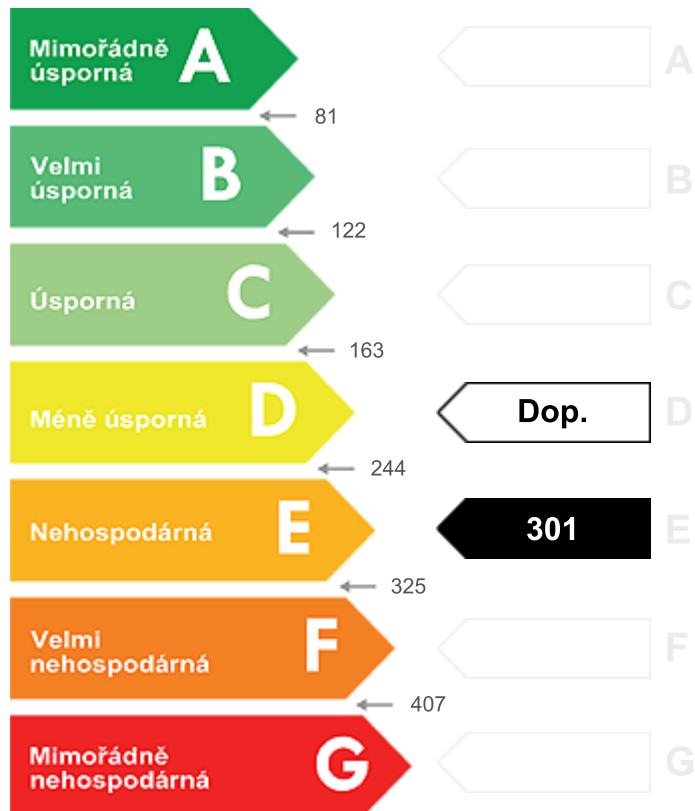 Mimořádně
úsporná
A
A
81
Velmi
úsporná
B
B
122
Úsporná
C
C
163
Méně úsporná
D
Dop.
D
244
Nehospodárná
E
301
E
325
Velmi
nehospodárná
F
F
407
Mimořádně
nehospodárná
G
G